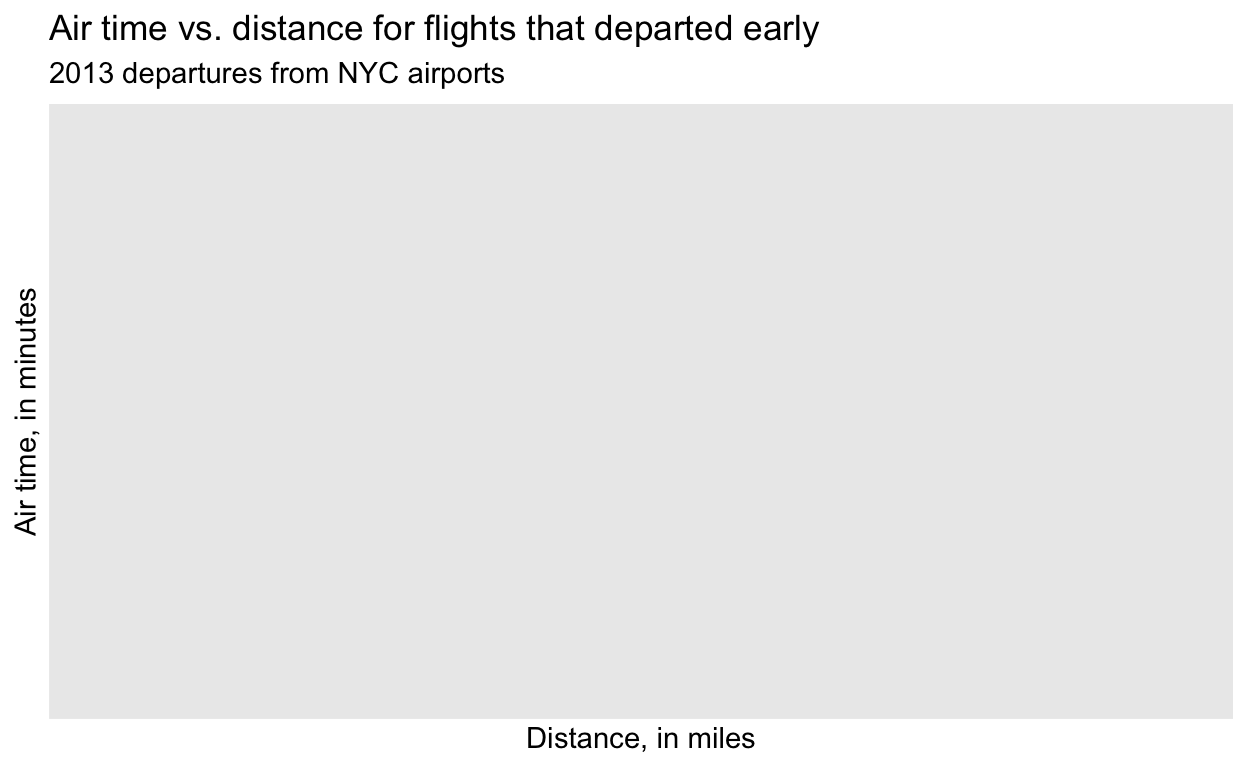 Air time vs. distance for flights that departed early
2013 departures from NYC airports
Air time, in minutes
Distance, in miles